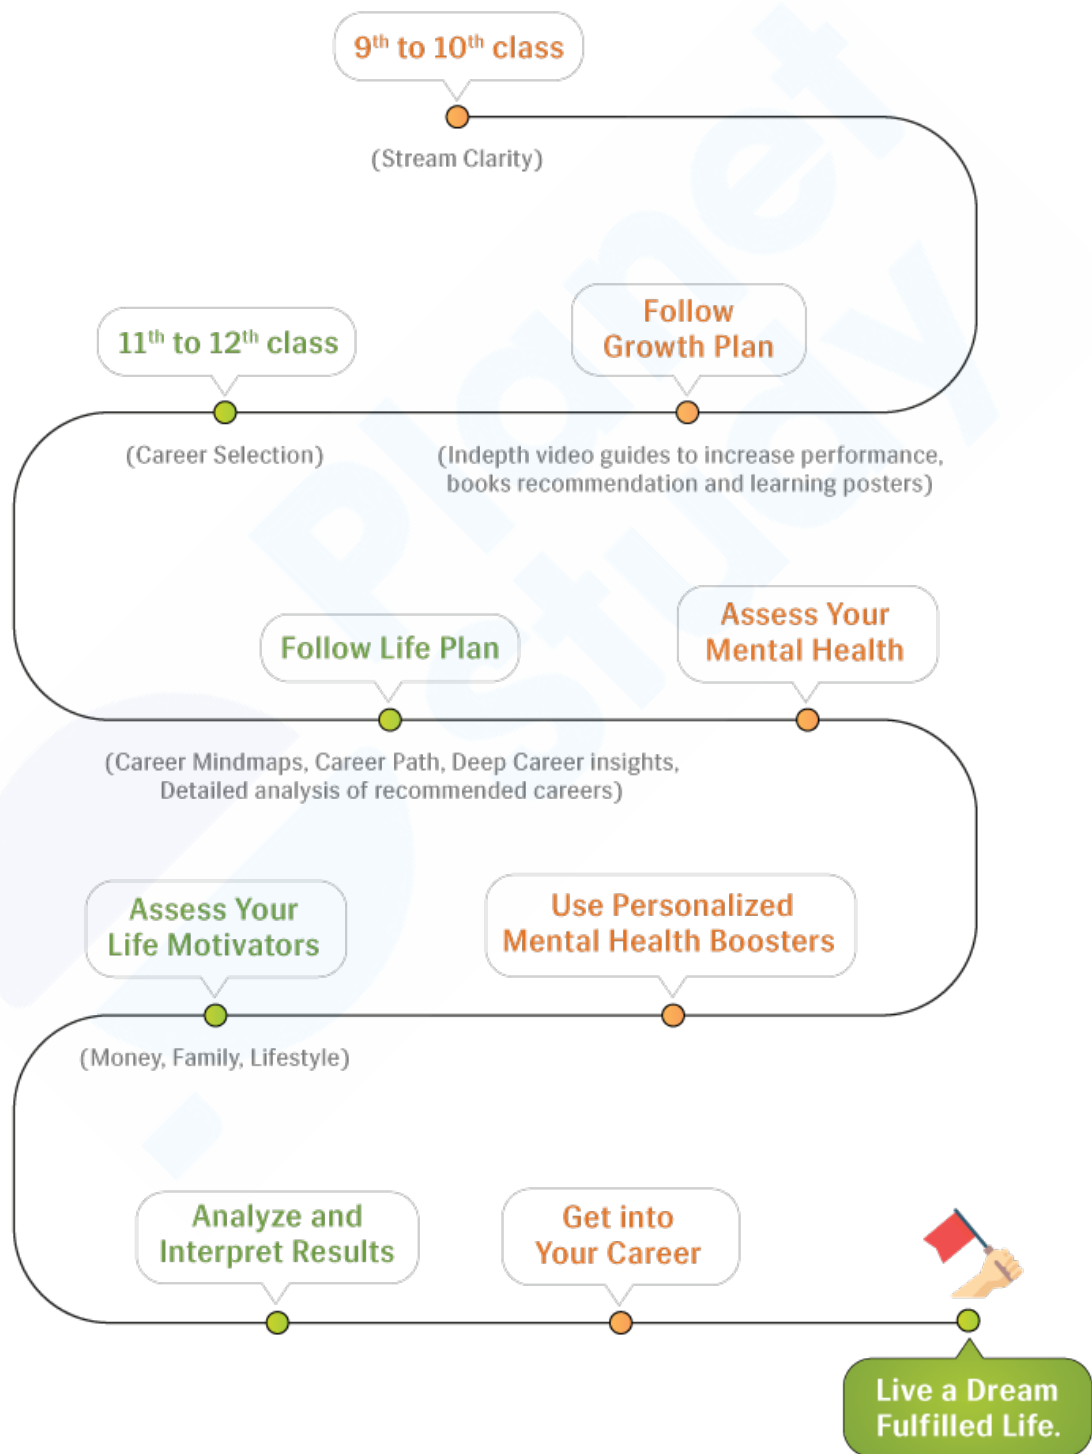 9th to 10th class
(Stream Clarity)
Follow
Growth Plan
(Indepth video guides to increase performance,
books recommendation and learning posters)
11th to 12th class
(Career Selection)
Follow Life Plan
(Career Mindmaps, Career Path, Deep Career insights,
Detailed analysis of recommended careers)
Assess Your
Mental Health
Use Personalized
Mental Health Boosters
Assess Your
Life Motivators
(Money, Family, Lifestyle)
Analyze and
Interpret Results
Get into
Your Career
Live a Dream
Fulfilled Life.
Planet
Study